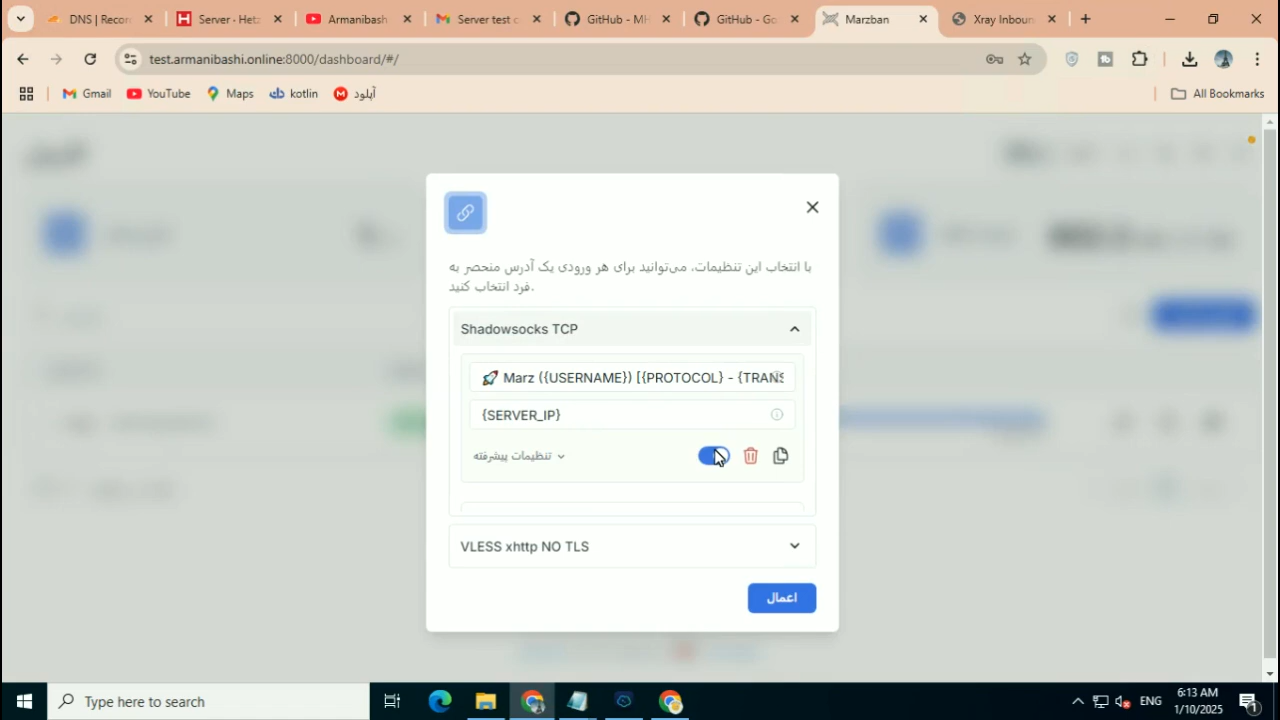 DNS | Recor
Server · Hetz
Armanibash
Server test c
GitHub - MH
GitHub - Go
Marzban
Xray Inboun
test.armanibashi.online:8000/dashboard/#/
Gmail
YouTube
Maps
kotlin
آپلود
All Bookmarks
با انتخاب این تنظیمات، می‌توانید برای هر ورودی یک آدرس منحصر به
فرد انتخاب کنید.
Shadowsocks TCP
🚀 Marz ({USERNAME}) [{PROTOCOL} - {TRANS
{SERVER_IP}
تنظیمات پیشرفته
VLESS xhttp NO TLS
اعمال
Type here to search
ENG
6:13 AM
1/10/2025
1